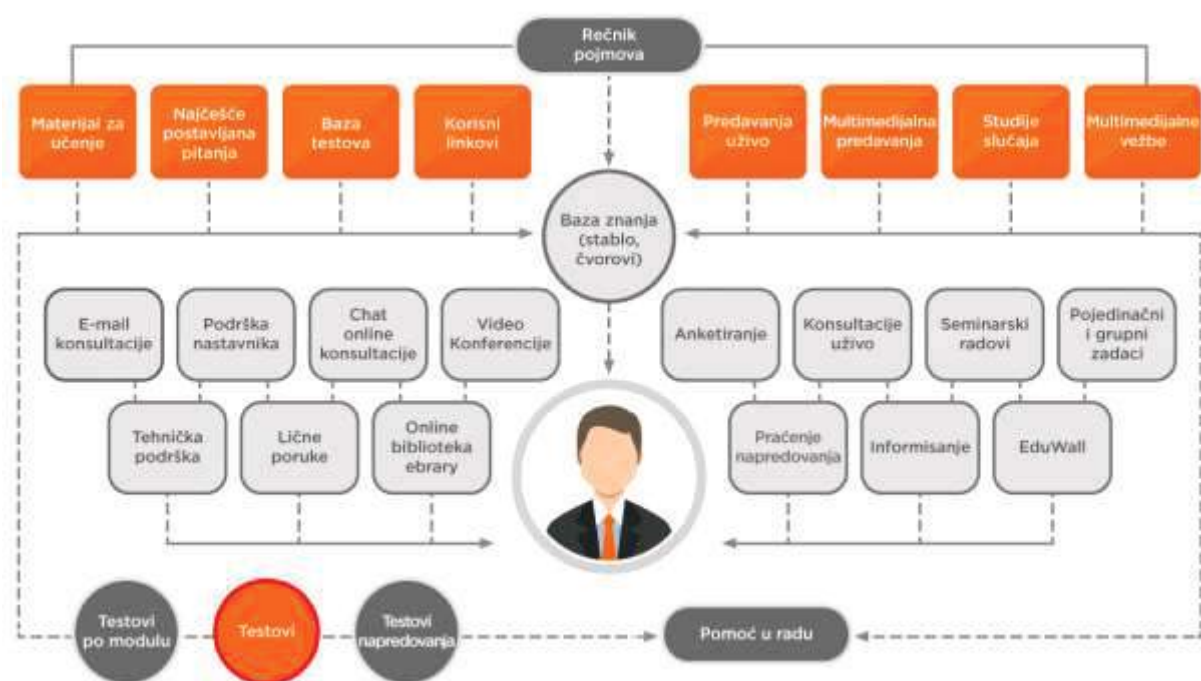 Rečnik
pojmova
Materijal za
učenje
Najčešće
postavljana
pitanja
Baza
testova
Korisni
linkovi
Predavanja
uživo
Multimedijalna
predavanja
Studije
slučaja
Multimedijalne
vežbe
Baza znanja
(stablo,
čvorovi)
E-mail
konsultacije
Podrška
nastavnika
Chat
online
konsultacije
Video
Konferencije
Anketiranje
Konsultacije
uživo
Seminarski
radovi
Pojedinačni
i grupni
zadaci
Tehnička
podrška
Lične
poruke
Online
biblioteka
ebrary
Praćenje
napredovanja
Informisanje
EduWall
Testovi
po modulu
Testovi
Testovi
napredovanja
Pomoć u radu